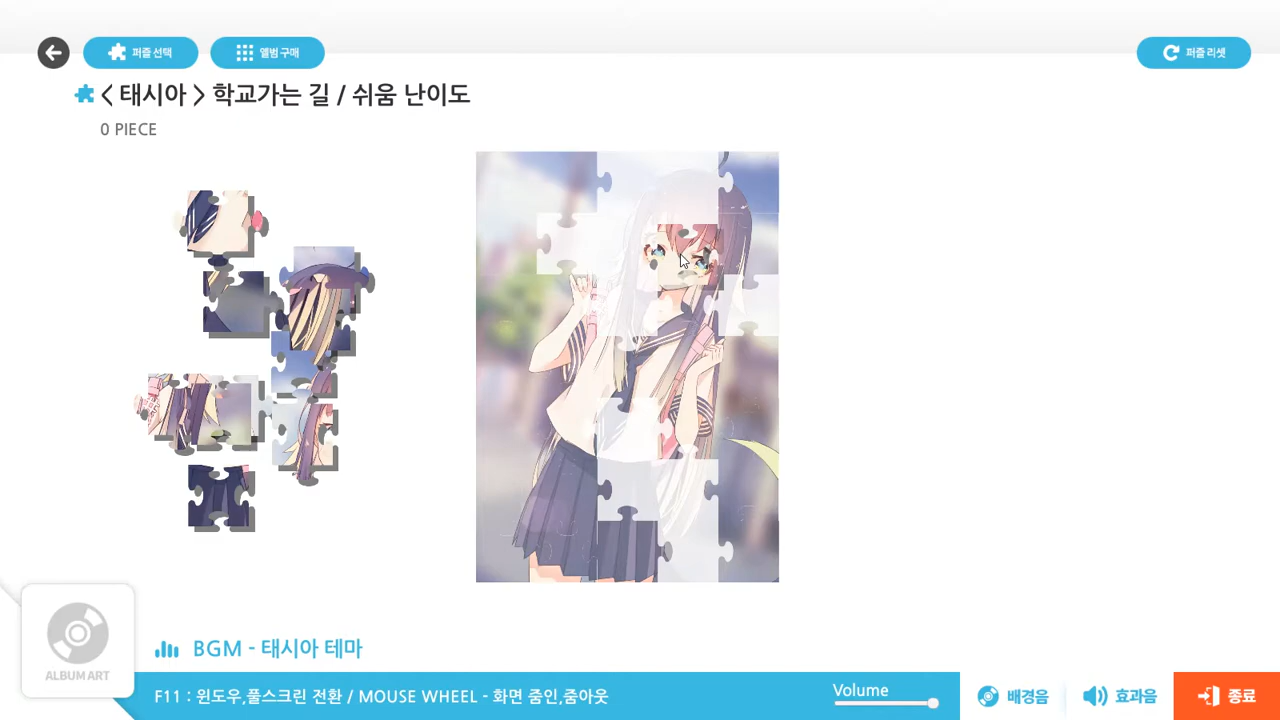 퍼즐 선택
앨범 구매
퍼즐 리셋
< 태시아 > 학교가는 길 / 쉬움 난이도
0 PIECE
BGM - 태시아 테마
ALBUM ART
F11 : 윈도우,풀스크린 전환 / MOUSE WHEEL - 화면 줌인,줌아웃
Volume
배경음
효과음
종료